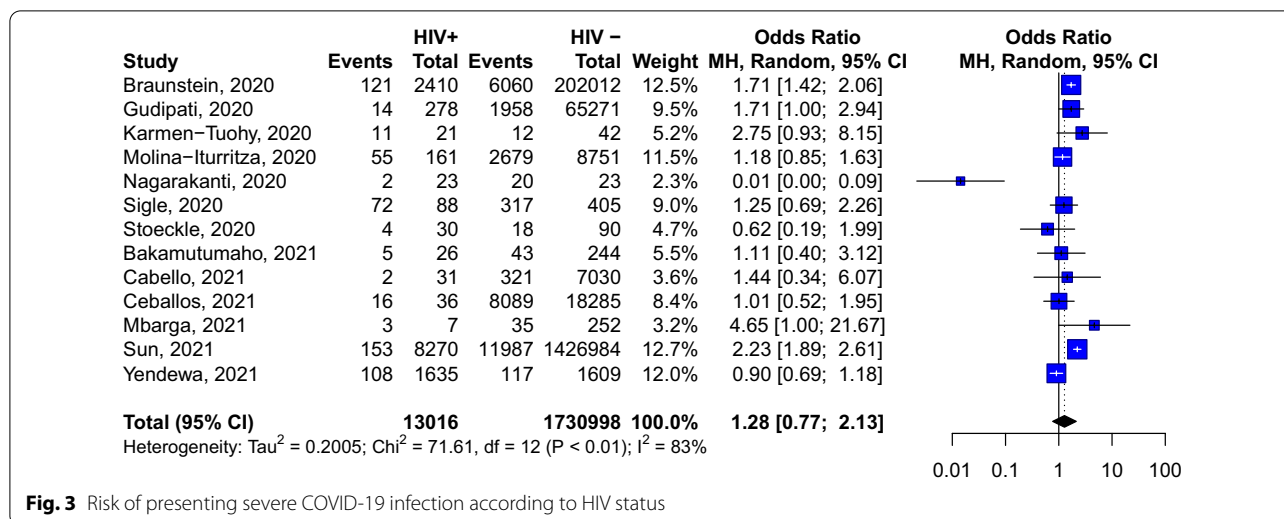 HIV+ HIV − Odds Ratio Odds Ratio
Study Events Total Events Total Weight MH, Random, 95% CI MH, Random, 95% CI
Braunstein, 2020 121 2410 6060 202012 12.5% 1.71 [1.42; 2.06]
Gudipati, 2020 14 278 1958 65271 9.5% 1.71 [1.00; 2.94]
Karmen−Tuohy, 2020 11 21 12 42 5.2% 2.75 [0.93; 8.15]
Molina−Iturritza, 2020 55 161 2679 8751 11.5% 1.18 [0.85; 1.63]
Nagarakanti, 2020 2 23 20 23 2.3% 0.01 [0.00; 0.09]
Sigle, 2020 72 88 317 405 9.0% 1.25 [0.69; 2.26]
Stoeckle, 2020 4 30 18 90 4.7% 0.62 [0.19; 1.99]
Bakamutumaho, 2021 5 26 43 244 5.5% 1.11 [0.40; 3.12]
Cabello, 2021 2 31 321 7030 3.6% 1.44 [0.34; 6.07]
Ceballos, 2021 16 36 8089 18285 8.4% 1.01 [0.52; 1.95]
Mbarga, 2021 3 7 35 252 3.2% 4.65 [1.00; 21.67]
Sun, 2021 153 8270 11987 1426984 12.7% 2.23 [1.89; 2.61]
Yendewa, 2021 108 1635 117 1609 12.0% 0.90 [0.69; 1.18]
Total (95% CI) 13016 1730998 100.0% 1.28 [0.77; 2.13]
Heterogeneity: Tau² = 0.2005; Chi² = 71.61, df = 12 (P < 0.01); I² = 83%
0.01 0.1 1 10 100
Fig. 3 Risk of presenting severe COVID-19 infection according to HIV status